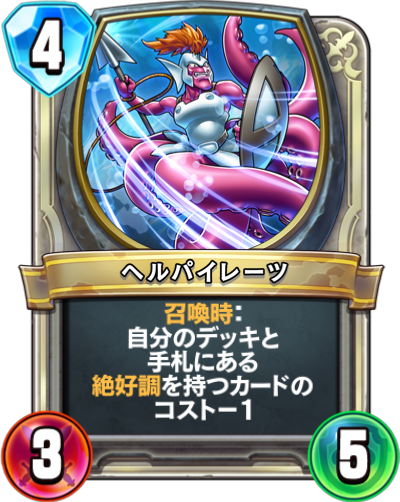 4
ヘルパイレーツ
召喚時:
自分のデッキと
手札にある
絶好調を持つカードの
コストー1
3
5